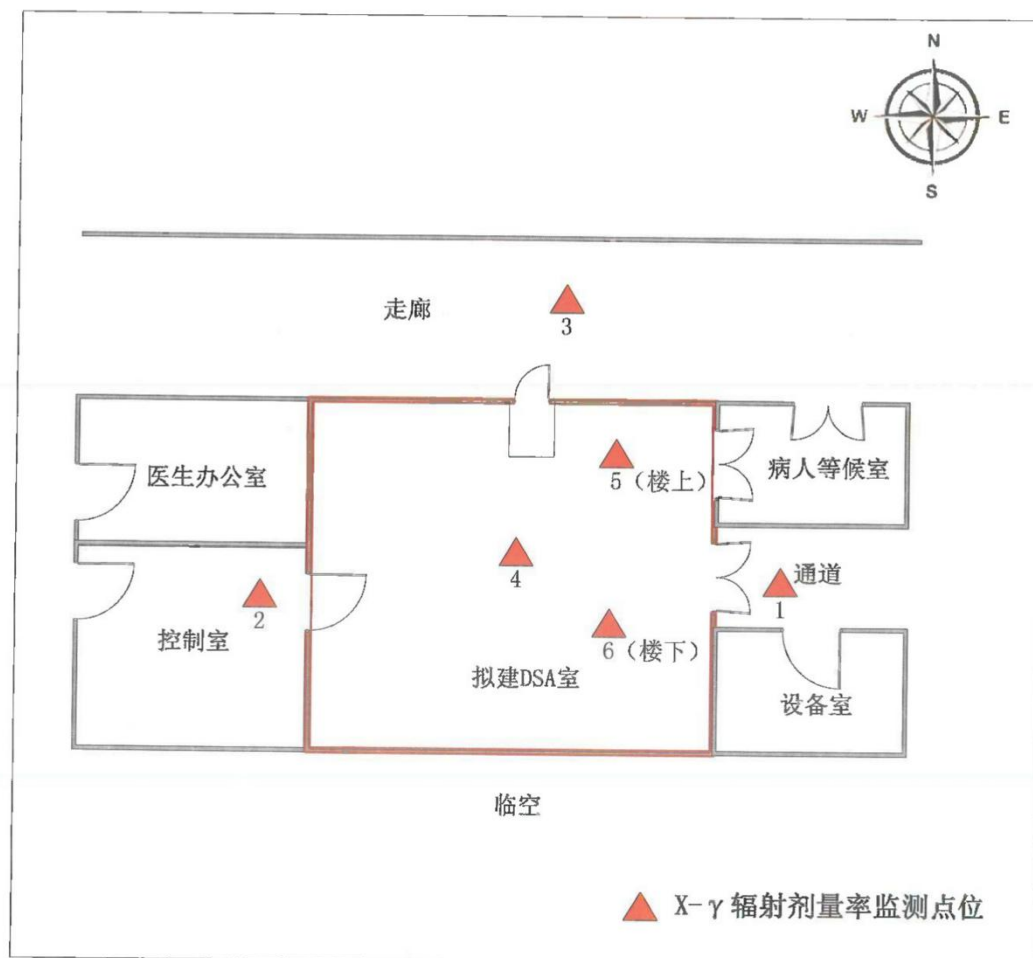 N
W
E
S
走廊
3
医生办公室
5（楼上）
病人等候室
4
2
控制室
6（楼下）
通道
1
拟建DSA室
设备室
临空
X-γ辐射剂量率监测点位